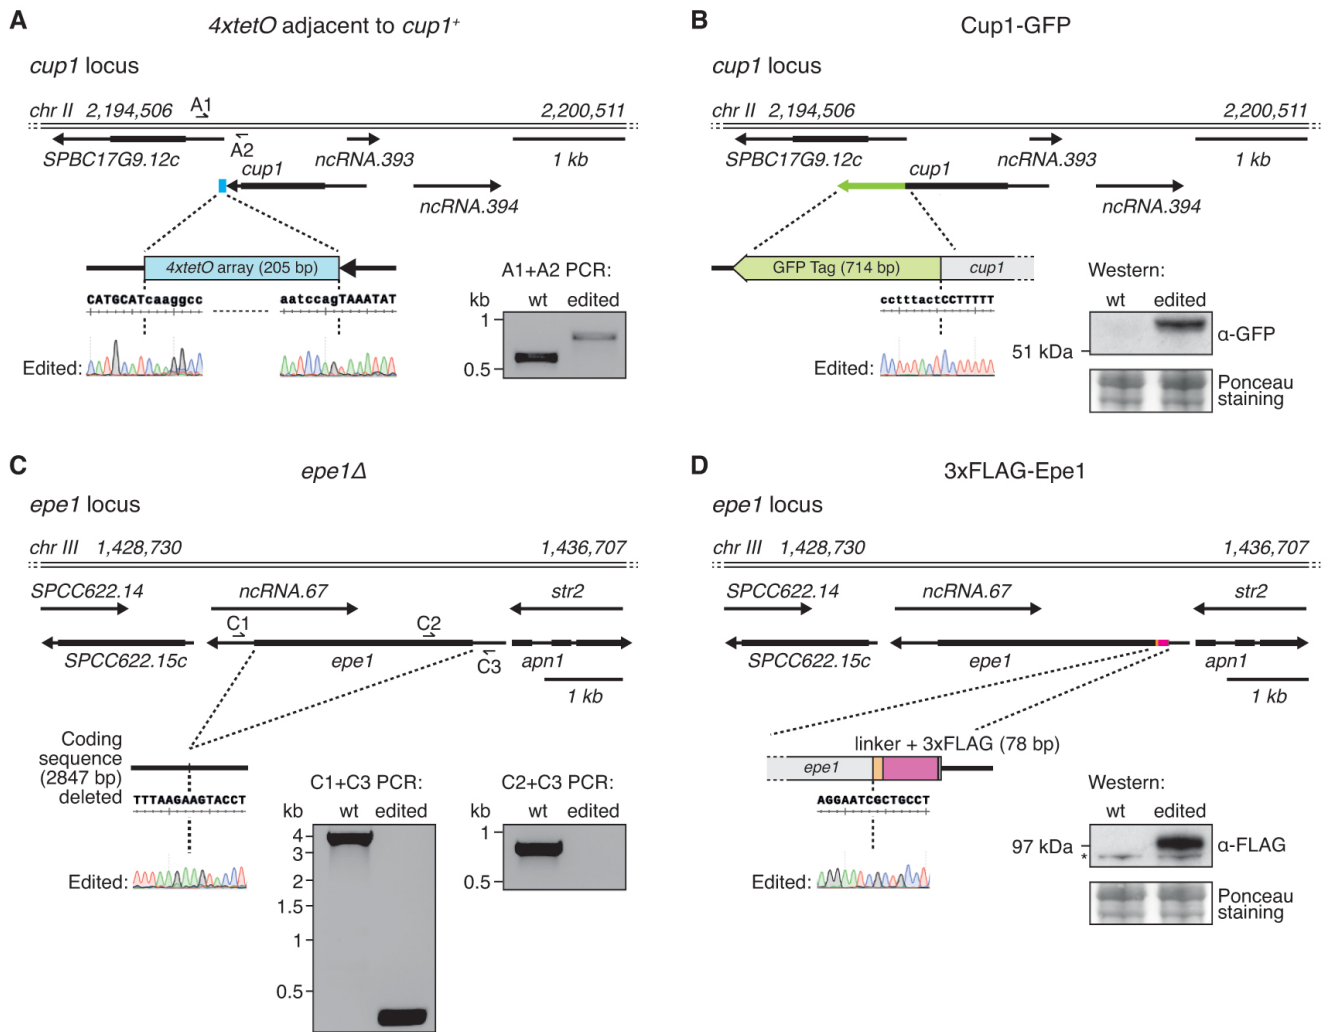 A
4xtetO adjacent to cup1+
cup1 locus
chr II 2,194,506 A1 2,200,511
A2
SPBC17G9.12c cup1 ncRNA.393 1 kb
ncRNA.394
4xtetO array (205 bp)
CATGCATcaaggcc aatccagTAAATAT
Edited:
A1+A2 PCR:
kb wt edited
1
0.5
B
Cup1-GFP
cup1 locus
chr II 2,194,506 2,200,511
SPBC17G9.12c cup1 ncRNA.393 1 kb
ncRNA.394
GFP Tag (714 bp) cup1
cctttactCCTTTTT
Edited:
Western:
wt edited
51 kDa α-GFP
Ponceau
staining
C
epe1Δ
epe1 locus
chr III 1,428,730 1,436,707
SPCC622.14 ncRNA.67 str2
C1 C2
C3
SPCC622.15c epe1 apn1
1 kb
Coding
sequence
(2847 bp)
deleted
TTTAAGAAGTACCT
Edited:
C1+C3 PCR:
kb wt edited
4
3
2
1.5
1
0.5
C2+C3 PCR:
kb wt edited
1
0.5
D
3xFLAG-Epe1
epe1 locus
chr III 1,428,730 1,436,707
SPCC622.14 ncRNA.67 str2
SPCC622.15c epe1 apn1
1 kb
linker + 3xFLAG (78 bp)
epe1
AGGAATCGCTGCCT
Edited:
Western:
wt edited
97 kDa α-FLAG
*
Ponceau
staining